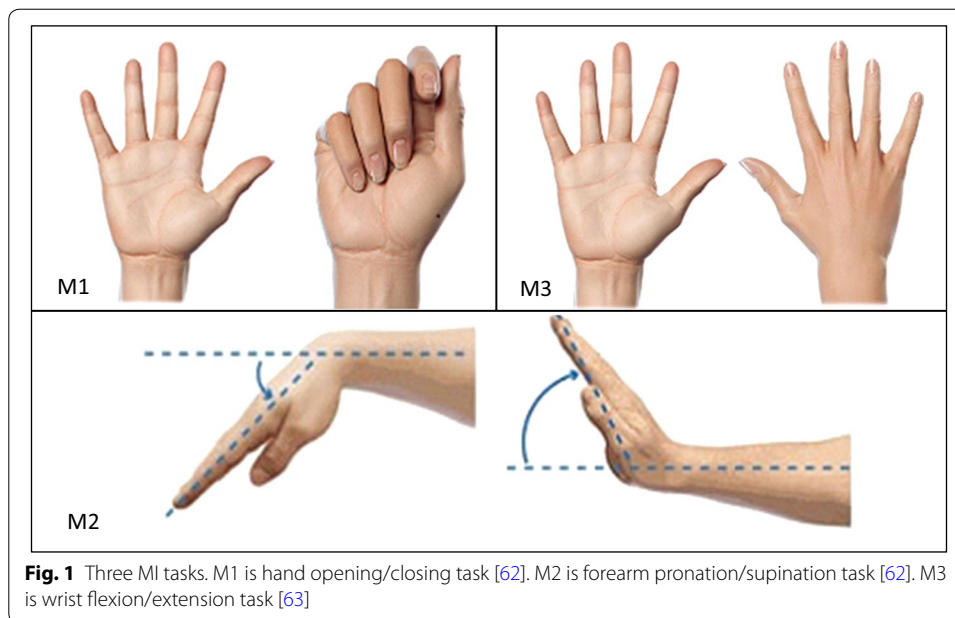 M1
M3
M2
Fig. 1 Three MI tasks. M1 is hand opening/closing task [62]. M2 is forearm pronation/supination task [62]. M3
is wrist flexion/extension task [63]